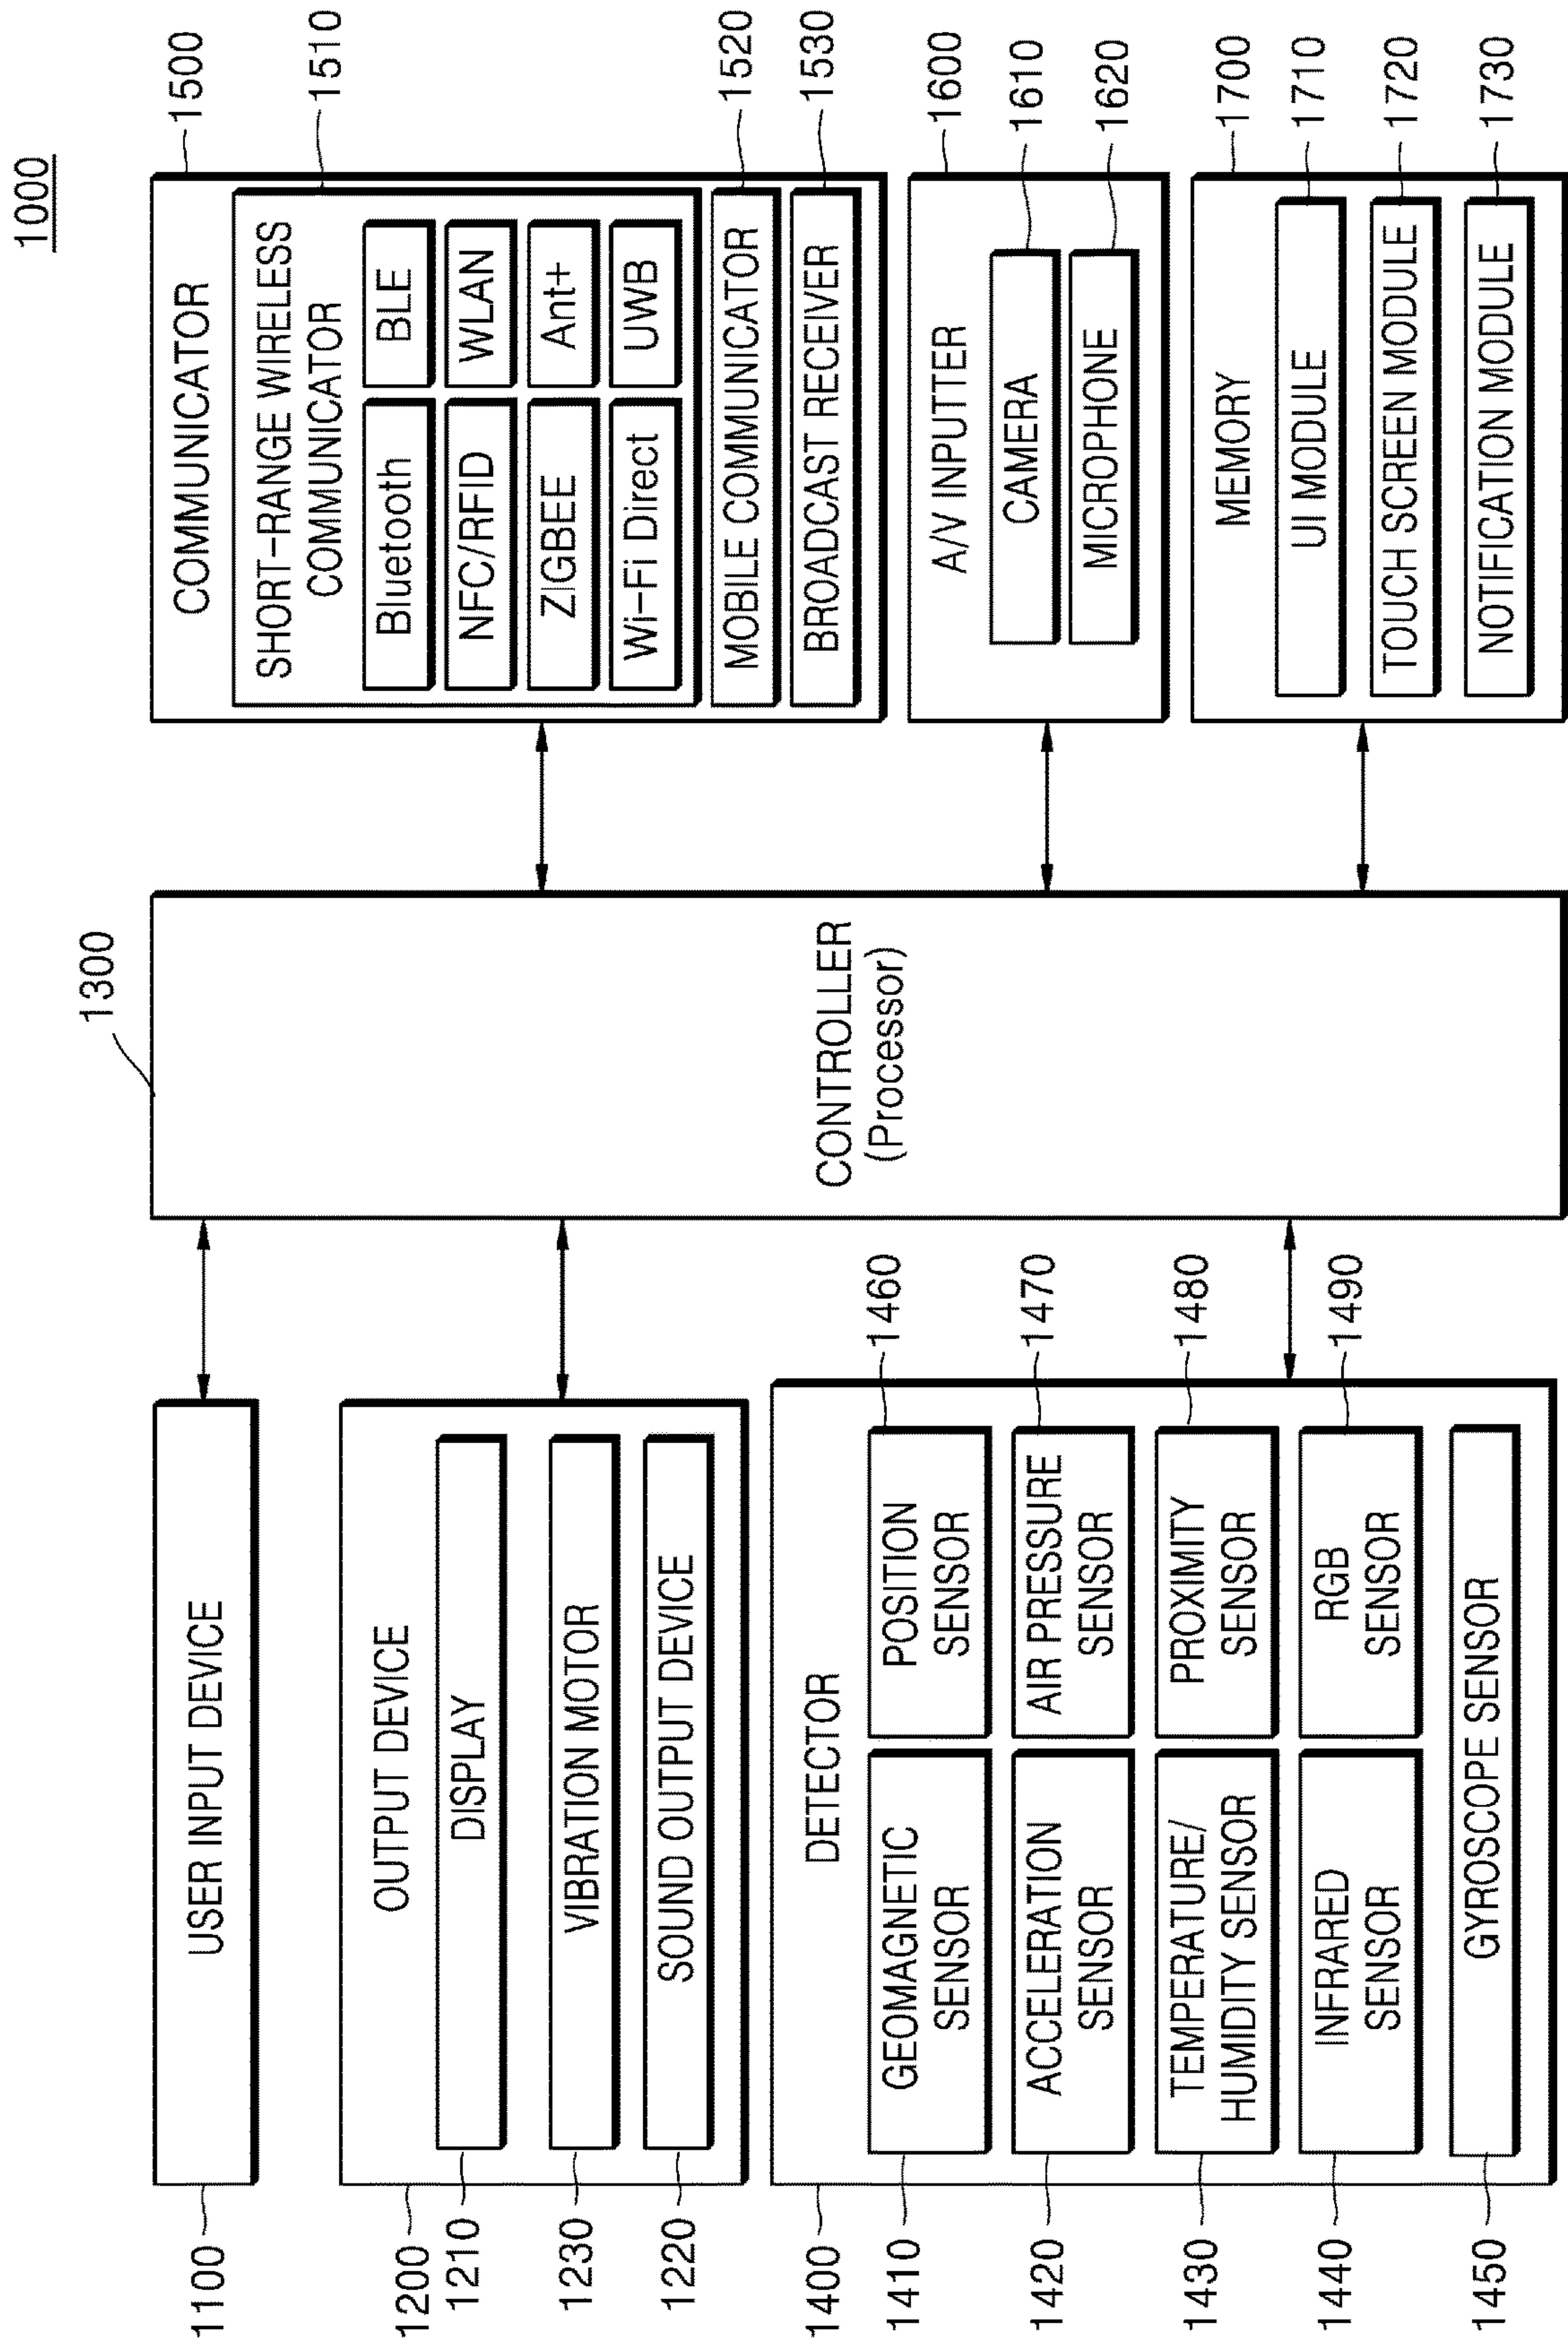 1000
1100
USER INPUT DEVICE
1200
OUTPUT DEVICE
1210
DISPLAY
1230
VIBRATION MOTOR
1220
SOUND OUTPUT DEVICE
1400
DETECTOR
1410
GEOMAGNETIC
SENSOR
POSITION
SENSOR
1460
1420
ACCELERATION
SENSOR
AIR PRESSURE
SENSOR
1470
1430
TEMPERATURE/
HUMIDITY SENSOR
PROXIMITY
SENSOR
1480
1440
INFRARED
SENSOR
RGB
SENSOR
1490
1450
GYROSCOPE SENSOR
1300
CONTROLLER
(Processor)
COMMUNICATOR
1500
SHORT-RANGE WIRELESS
COMMUNICATOR
1510
Bluetooth
BLE
NFC/RFID
WLAN
ZIGBEE
Ant+
Wi-Fi Direct
UWB
MOBILE COMMUNICATOR
1520
BROADCAST RECEIVER
1530
A/V INPUTTER
1600
CAMERA
1610
MICROPHONE
1620
MEMORY
1700
UI MODULE
1710
TOUCH SCREEN MODULE
1720
NOTIFICATION MODULE
1730